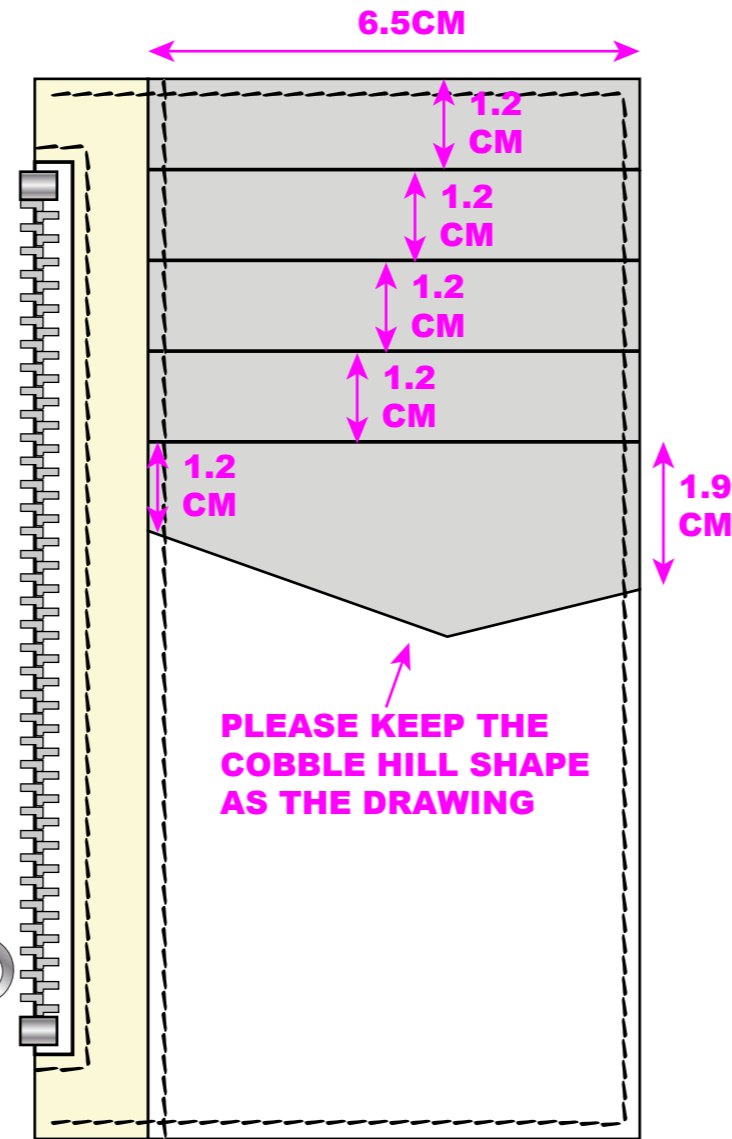 6.5CM
1.2
CM
1.2
CM
1.2
CM
1.2
CM
1.2
CM
1.9
CM
PLEASE KEEP THE
COBBLE HILL SHAPE
AS THE DRAWING